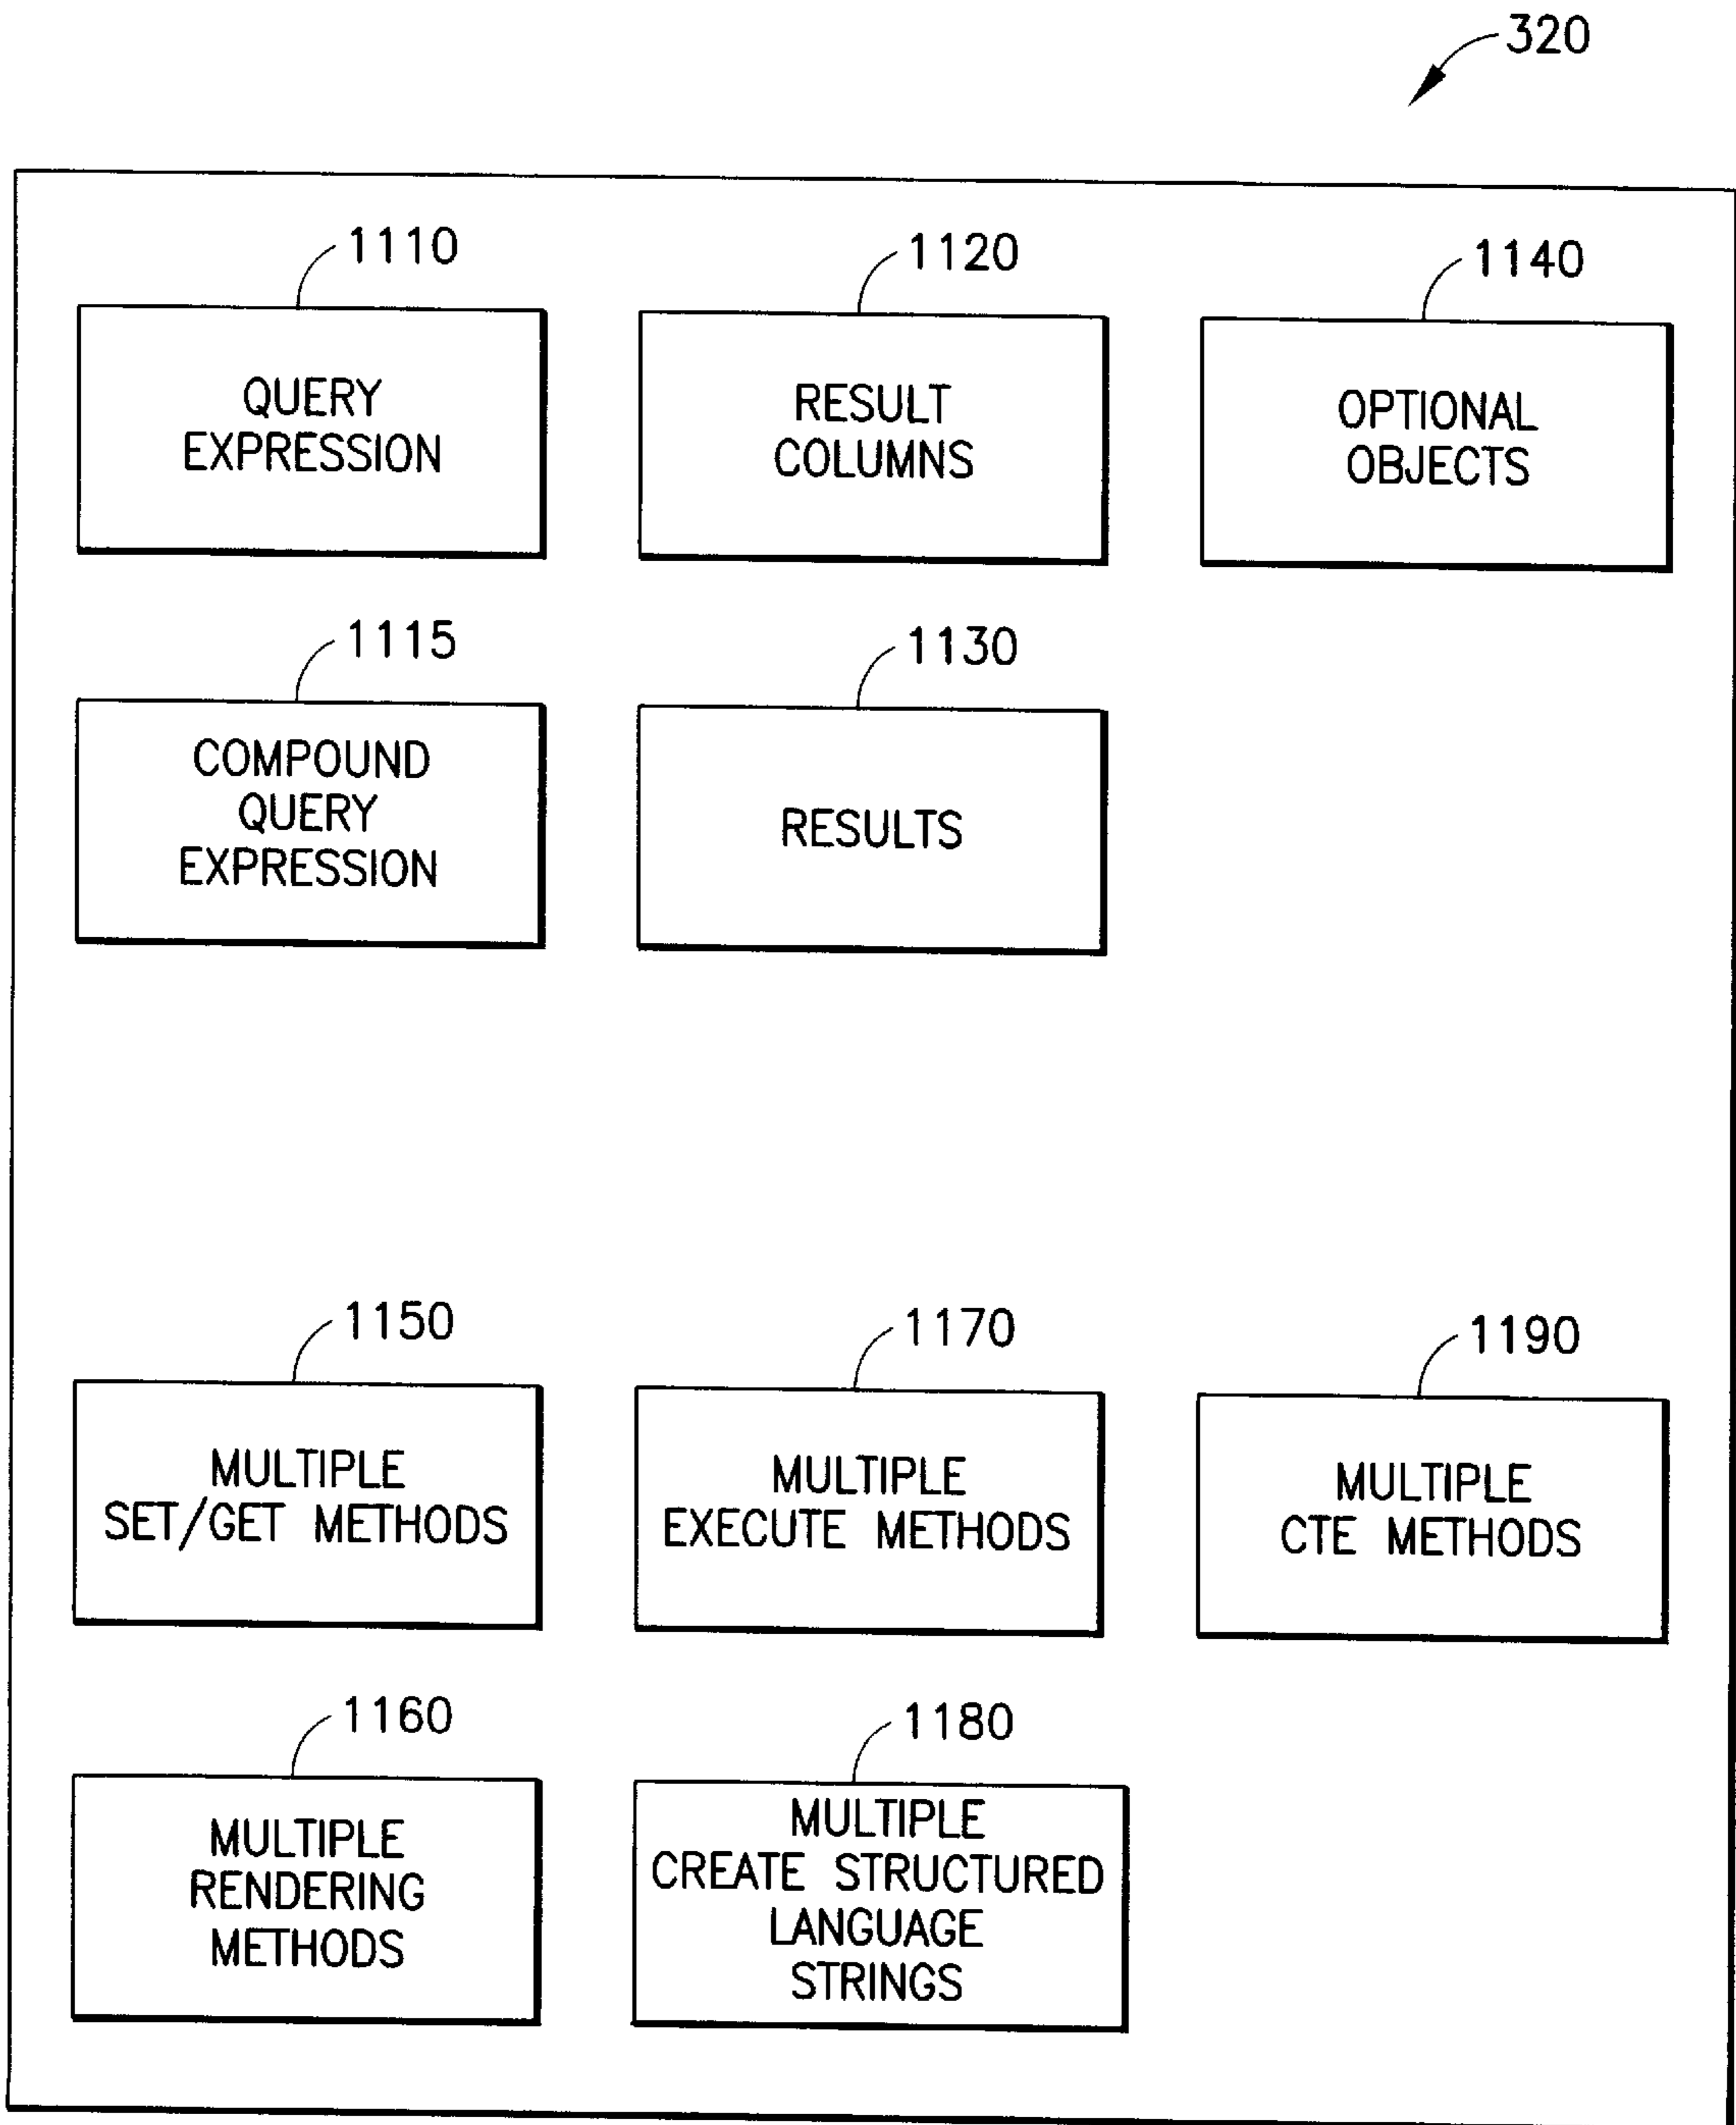 320
1110
QUERY
EXPRESSION
1120
RESULT
COLUMNS
1140
OPTIONAL
OBJECTS
1115
COMPOUND
QUERY
EXPRESSION
1130
RESULTS
1150
MULTIPLE
SET/GET METHODS
1170
MULTIPLE
EXECUTE METHODS
1190
MULTIPLE
CTE METHODS
1160
MULTIPLE
RENDERING
METHODS
1180
MULTIPLE
CREATE STRUCTURED
LANGUAGE
STRINGS